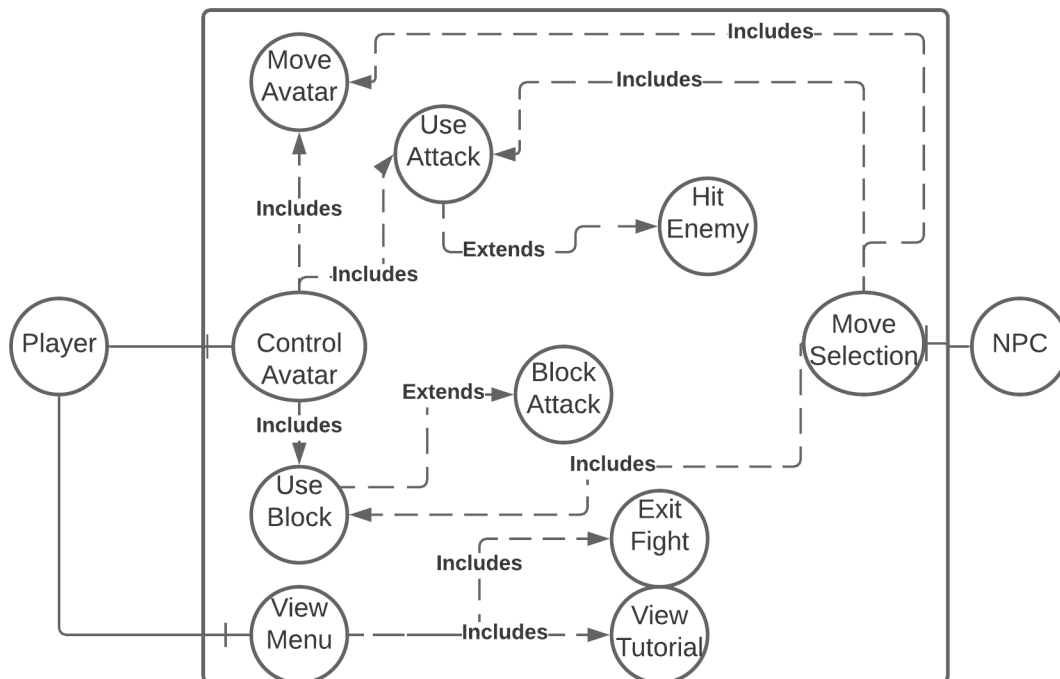 Includes
Move
Avatar
Includes
Use
Attack
Hit
Enemy
Includes
Extends
Includes
Player
Control
Avatar
Move
Selection
NPC
Block
Attack
Extends
Includes
Includes
Use
Block
Exit
Fight
Includes
View
Menu
Includes
View
Tutorial